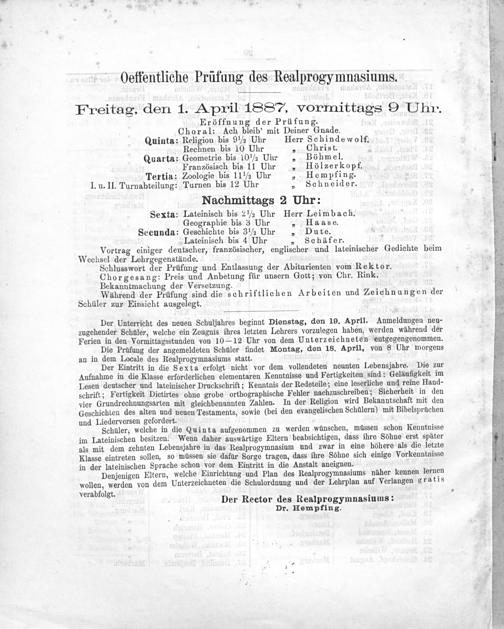 Oeffentliche Prüfung des Realprogymnasiums.
Freitag, den 1. April 1887, vormittags 9 Uhr.
Eröffnung der Prüfung.
Choral: Ach bleib' mit Deiner Gnade.
Quinta: Religion bis 9½ Uhr Herr Schindewolf.
Rechnen bis 10 Uhr „ Christ.
Quarta: Geometrie bis 10½ Uhr „ Böhmel.
Französisch bis 11 Uhr „ Hölzerkopf.
Tertia: Zoologie bis 11½ Uhr „ Hempfing.
I. u. II. Turnabteilung: Turnen bis 12 Uhr „ Schneider.
Nachmittags 2 Uhr:
Sexta: Lateinisch bis 2½ Uhr Herr Leimbach.
Geographie bis 3 Uhr „ Haase.
Secunda: Geschichte bis 3½ Uhr „ Dute.
Lateinisch bis 4 Uhr „ Schäfer.
Vortrag einiger deutscher, französischer, englischer und lateinischer Gedichte beim
Wechsel der Lehrgegenstände.
Schlusswort der Prüfung und Entlassung der Abiturienten vom Rektor.
Chorgesang: Preis und Anbetung für unsern Gott; von Chr. Rink.
Bekanntmachung der Versetzung.
Während der Prüfung sind die schriftlichen Arbeiten und Zeichnungen der
Schüler zur Einsicht ausgelegt.
Der Unterricht des neuen Schuljahres beginnt Dienstag, den 19. April. Anmeldungen neu-
zugehender Schüler, welche ein Zeugnis ihres letzten Lehrers vorzulegen haben, werden während der
Ferien in den Vormittagsstunden von 10—12 Uhr von dem Unterzeichneten entgegengenommen.
Die Prüfung der angemeldeten Schüler findet Montag, den 18. April, von 8 Uhr morgens
an in dem Locale des Realprogymnasiums statt.
Der Eintritt in die Sexta erfolgt nicht vor dem vollendeten neunten Lebensjahre. Die zur
Aufnahme in die Klasse erforderlichen elementaren Kenntnisse und Fertigkeiten sind: Geläufigkeit im
Lesen deutscher und lateinischer Druckschrift; Kenntnis der Redeteile; eine leserliche und reine Hand-
schrift; Fertigkeit Dictirtes ohne grobe orthographische Fehler nachzuschreiben; Sicherheit in den
vier Grundrechnungsarten mit gleichbenannten Zahlen. In der Religion wird Bekanntschaft mit den
Geschichten des alten und neuen Testaments, sowie (bei den evangelischen Schülern) mit Bibelsprüchen
und Liederversen gefordert.
Schüler, welche in die Quinta aufgenommen zu werden wünschen, müssen schon Kenntnisse
im Lateinischen besitzen. Wenn daher auswärtige Eltern beabsichtigen, dass ihre Söhne erst später
als mit dem zehnten Lebensjahre in das Realprogymnasium und zwar in eine höhere als die letzte
Klasse eintreten sollen, so müssen sie dafür Sorge tragen, dass ihre Söhne sich einige Vorkenntnisse
in der lateinischen Sprache schon vor dem Eintritt in die Anstalt aneignen.
Denjenigen Eltern, welche Einrichtung und Plan des Realprogymnasiums näher kennen lernen
wollen, werden von dem Unterzeichneten die Schulordnung und der Lehrplan auf Verlangen gratis
verabfolgt.
Der Rector des Realprogymnasiums:
Dr. Hempfing.